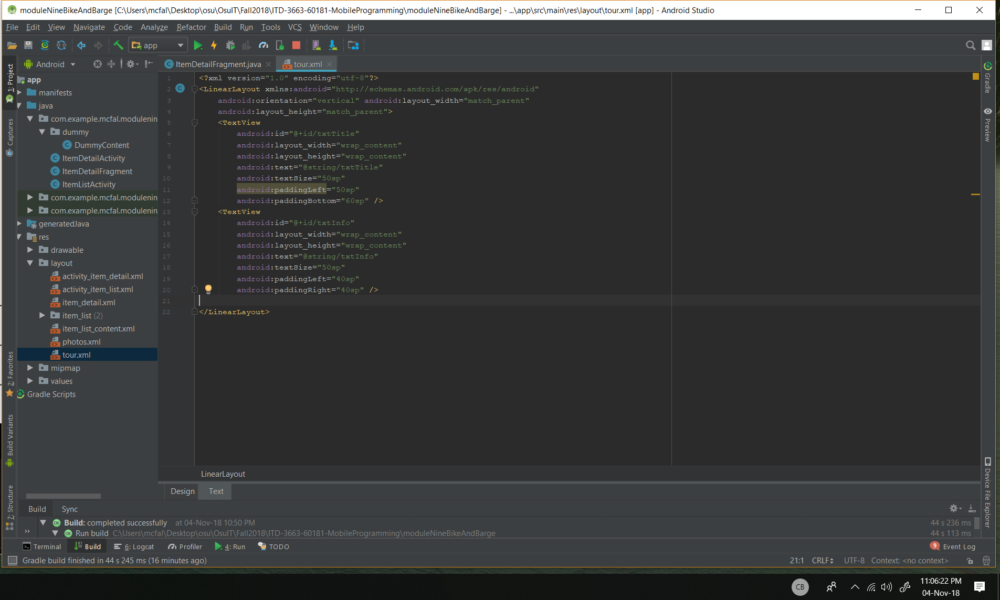 moduleNineBikeAndBarge [C:\Users\mcfal\Desktop\osu\OsuIT\Fall2018\ITD-3663-60181-MobileProgramming\moduleNineBikeAndBarge] - ...\app\src\main\res\layout\tour.xml [app] - Android Studio
File Edit View Navigate Code Analyze Refactor Build Run Tools VCS Window Help
app
Android
ItemDetailFragment.java
tour.xml
1: Project
Captures
2: Favorites
Build Variants
7: Structure
app
manifests
java
com.example.mcfal.modulenin
dummy
DummyContent
ItemDetailActivity
ItemDetailFragment
ItemListActivity
com.example.mcfal.modulenin
com.example.mcfal.modulenin
generatedJava
res
drawable
layout
activity_item_detail.xml
activity_item_list.xml
item_detail.xml
item_list (2)
item_list_content.xml
photos.xml
tour.xml
mipmap
values
Gradle Scripts
1 <?xml version="1.0" encoding="utf-8"?>
2 <LinearLayout xmlns:android="http://schemas.android.com/apk/res/android"
3 android:orientation="vertical" android:layout_width="match_parent"
4 android:layout_height="match_parent">
5 <TextView
6 android:id="@+id/txtTitle"
7 android:layout_width="wrap_content"
8 android:layout_height="wrap_content"
9 android:text="@string/txtTitle"
10 android:textSize="50sp"
11 android:paddingLeft="50sp"
12 android:paddingBottom="60sp" />
13 <TextView
14 android:id="@+id/txtInfo"
15 android:layout_width="wrap_content"
16 android:layout_height="wrap_content"
17 android:text="@string/txtInfo"
18 android:textSize="50sp"
19 android:paddingLeft="40sp"
20 android:paddingRight="40sp" />
21
22 </LinearLayout>
Gradle
Preview
Device File Explorer
LinearLayout
Design Text
Build Sync
Build: completed successfully at 04-Nov-18 10:50 PM 44 s 236 ms
Run build C:\Users\mcfal\Desktop\osu\OsuIT\Fall2018\ITD-3663-60181-MobileProgramming\moduleNineBikeAndBarge 44 s 113 ms
Terminal Build 6: Logcat Profiler 4: Run TODO 9 Event Log
Gradle build finished in 44 s 245 ms (16 minutes ago) 21:1 CRLF UTF-8 Context: <no context>
CB
11:06:22 PM
04-Nov-18